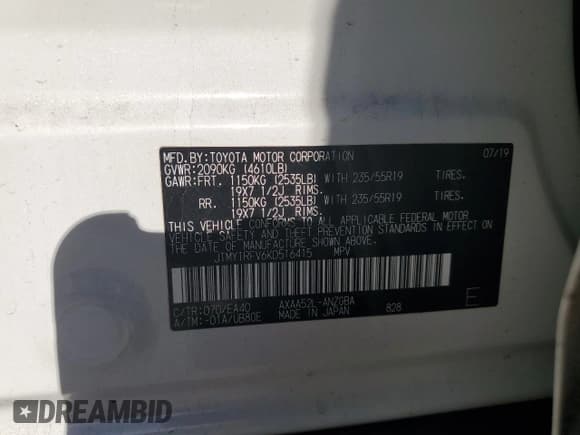 MFD.BY:TOYOTA MOTOR CORPORATION 07/19
GVWR:2090KG (4610LB)
GAWR:FRT. 1150KG (2535LB) WITH 235/55R19 TIRES.
19X7 1/2J RIMS.
RR. 1150KG (2535LB) WITH 235/55R19 TIRES.
19X7 1/2J RIMS.
THIS VEHICLE CONFORMS TO ALL APPLICABLE FEDERAL MOTOR
VEHICLE SAFETY AND THEFT PREVENTION STANDARDS IN EFFECT
ON THE DATE OF MANUFACTURE SHOWN ABOVE.
JTMY1RFV6KD516415 MPV
C/TR:070/EA40 AXAA52L-ANZGBA E
A/TM:-01A/UB80E MADE IN JAPAN 828
DREAMBID